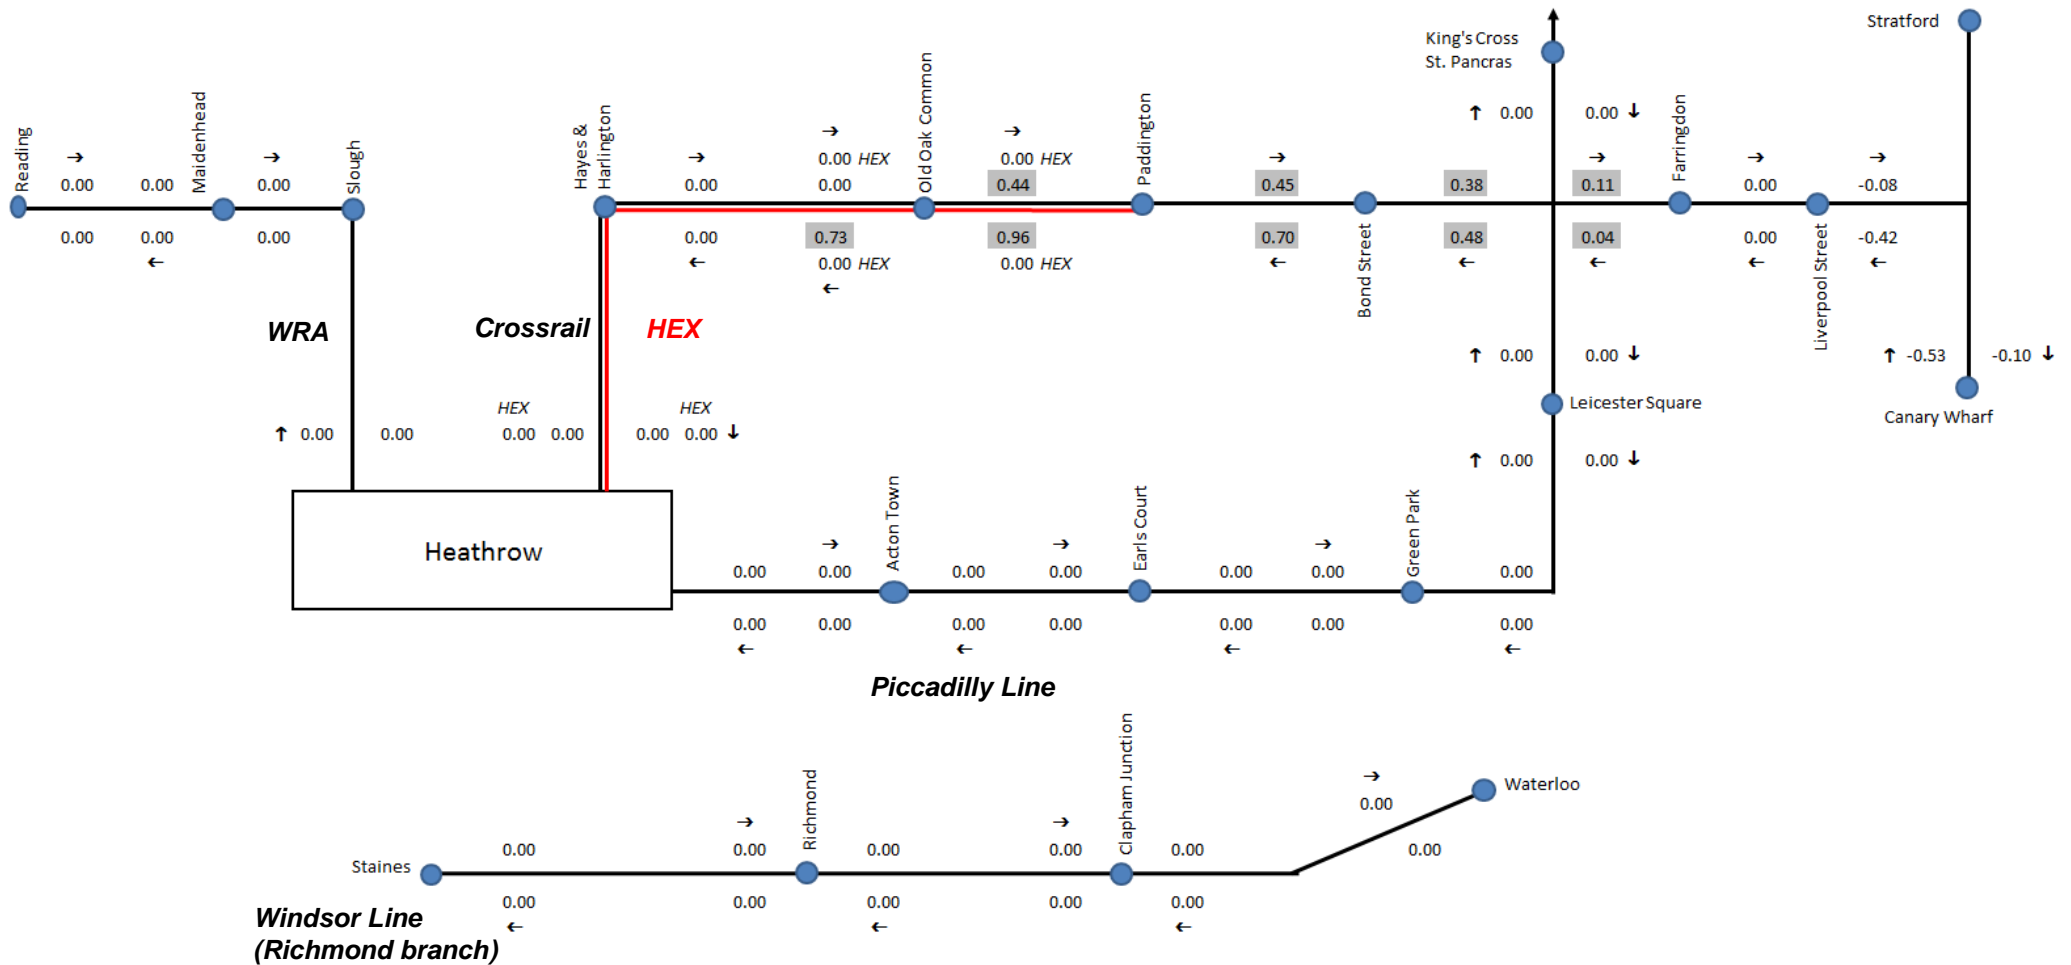 Stratford
King's Cross
St. Pancras
Reading
Maidenhead
Slough
Hayes &
Harlington
Old Oak Common
Paddington
Farringdon
↑ 0.00 0.00 ↓
→ → → → → → → → → →
0.00 HEX 0.00 HEX
0.00 0.00 0.00 0.00 0.00 0.44 0.45 0.38 0.11 0.00 -0.08
0.00 0.00 0.00 0.00 0.73 0.96 0.70 0.48 0.04 0.00 -0.42
← ← ← ← ← ← ←
0.00 HEX 0.00 HEX
←
Bond Street
Liverpool Street
WRA
Crossrail
HEX
↑ 0.00 0.00 ↓
↑ -0.53 -0.10 ↓
Leicester Square
Canary Wharf
HEX HEX
↑ 0.00 0.00 0.00 0.00 0.00 0.00 ↓
↑ 0.00 0.00 ↓
Heathrow
Acton Town
Earls Court
Green Park
→ → →
0.00 0.00 0.00 0.00 0.00 0.00 0.00
0.00 0.00 0.00 0.00 0.00 0.00 0.00
← ← ← ←
Piccadilly Line
Richmond
Clapham Junction
→
Waterloo
0.00
→ →
Staines
0.00 0.00 0.00 0.00 0.00 0.00
0.00 0.00 0.00 0.00 0.00
← ← ←
Windsor Line
(Richmond branch)